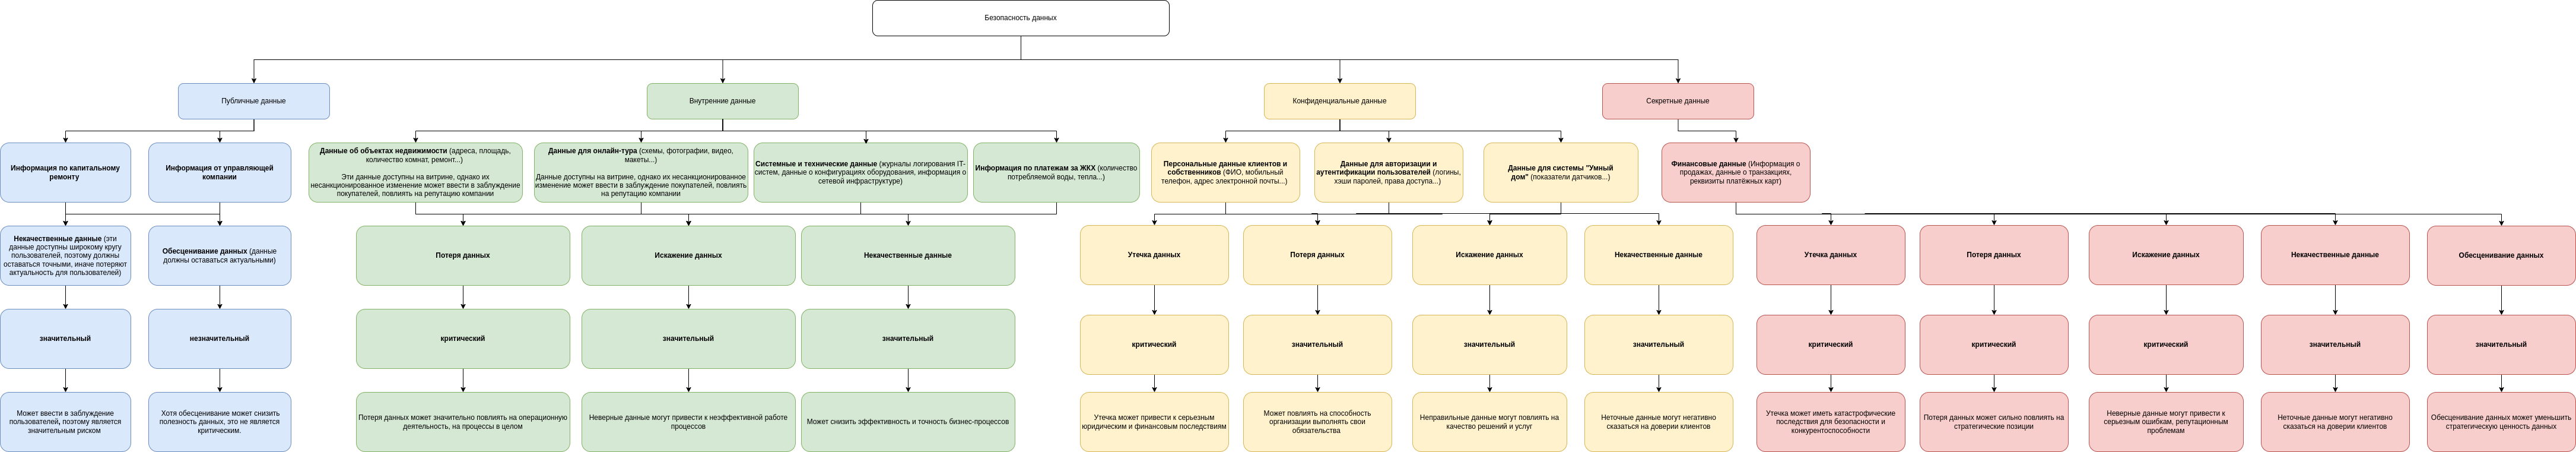 Безопасность данных
Публичные данные
Внутренние данные
Конфиденциальные данные
Секретные данные
Информация по капитальному
ремонту
Информация от управляющей
компании
Данные об объектах недвижимости (адреса, площадь,
количество комнат, ремонт...)
Эти данные доступны на витрине, однако их
несанкционированное изменение может ввести в заблуждение
покупателей, повлиять на репутацию компании
Данные для онлайн-тура (схемы, фотографии, видео,
макеты...)
Данные доступны на витрине, однако их несанкционированное
изменение может ввести в заблуждение покупателей, повлиять
на репутацию компании
Системные и технические данные (журналы логирования IT-
систем, данные о конфигурациях оборудования, информация о
сетевой инфраструктуре)
Информация по платежам за ЖКХ (количество
потребляемой воды, тепла...)
Персональные данные клиентов и
собственников (ФИО, мобильный
телефон, адрес электронной почты...)
Данные для авторизации и
аутентификации пользователей (логины,
хэши паролей, права доступа...)
Данные для системы "Умный
дом" (показатели датчиков...)
Финансовые данные (Информация о
продажах, данные о транзакциях,
реквизиты платёжных карт)
Некачественные данные (эти
данные доступны широкому кругу
пользователей, поэтому должны
оставаться точными, иначе потеряют
актуальность для пользователей)
Обесценивание данных (данные
должны оставаться актуальными)
Потеря данных
Искажение данных
Некачественные данные
Утечка данных
Потеря данных
Искажение данных
Некачественные данные
Утечка данных
Потеря данных
Искажение данных
Некачественные данные
Обесценивание данных
значительный
незначительный
критический
значительный
значительный
критический
значительный
значительный
значительный
критический
критический
критический
значительный
значительный
Может ввести в заблуждение
пользователей, поэтому является
значительным риском
Хотя обесценивание может снизить
полезность данных, это не является
критическим.
Потеря данных может значительно повлиять на операционную
деятельность, на процессы в целом
Неверные данные могут привести к неэффективной работе
процессов
Может снизить эффективность и точность бизнес-процессов
Утечка может привести к серьезным
юридическим и финансовым последствиям
Может повлиять на способность
организации выполнять свои
обязательства
Неправильные данные могут повлиять на
качество решений и услуг
Неточные данные могут негативно
сказаться на доверии клиентов
Утечка может иметь катастрофические
последствия для безопасности и
конкурентоспособности
Потеря данных может сильно повлиять на
стратегические позиции
Неверные данные могут привести к
серьезным ошибкам, репутационным
проблемам
Неточные данные могут негативно
сказаться на доверии клиентов
Обесценивание данных может уменьшить
стратегическую ценность данных